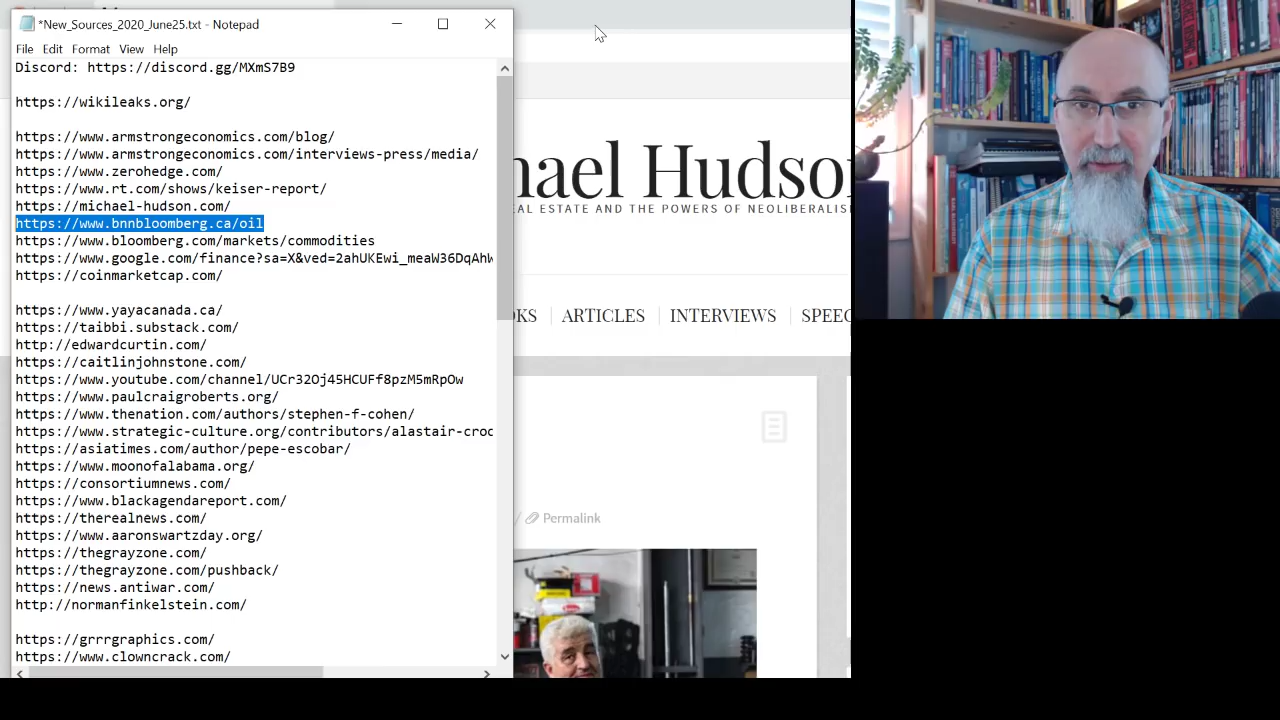 *New_Sources_2020_June25.txt - Notepad
File Edit Format View Help
Discord: https://discord.gg/MXmS7B9
https://wikileaks.org/
https://www.armstrongeconomics.com/blog/
https://www.armstrongeconomics.com/interviews-press/media/
https://www.zerohedge.com/
https://www.rt.com/shows/keiser-report/
https://michael-hudson.com/
https://www.bnnbloomberg.ca/oil
https://www.bloomberg.com/markets/commodities
https://www.google.com/finance?sa=X&ved=2ahUKEwi_meaW36DqAhW
https://coinmarketcap.com/
https://www.yayacanada.ca/
https://taibbi.substack.com/
http://edwardcurtin.com/
https://caitlinjohnstone.com/
https://www.youtube.com/channel/UCr32Oj45HCUFf8pzM5mRpOw
https://www.paulcraigroberts.org/
https://www.thenation.com/authors/stephen-f-cohen/
https://www.strategic-culture.org/contributors/alastair-croo
https://asiatimes.com/author/pepe-escobar/
https://www.moonofalabama.org/
https://consortiumnews.com/
https://www.blackagendareport.com/
https://therealnews.com/
https://www.aaronswartzday.org/
https://thegrayzone.com/
https://thegrayzone.com/pushback/
https://news.antiwar.com/
http://normanfinkelstein.com/
https://grrrgraphics.com/
https://www.clowncrack.com/
hael Hudson
EAL ESTATE AND THE POWERS OF NEOLIBERALIS
OKS ARTICLES INTERVIEWS SPEEC
/ Permalink